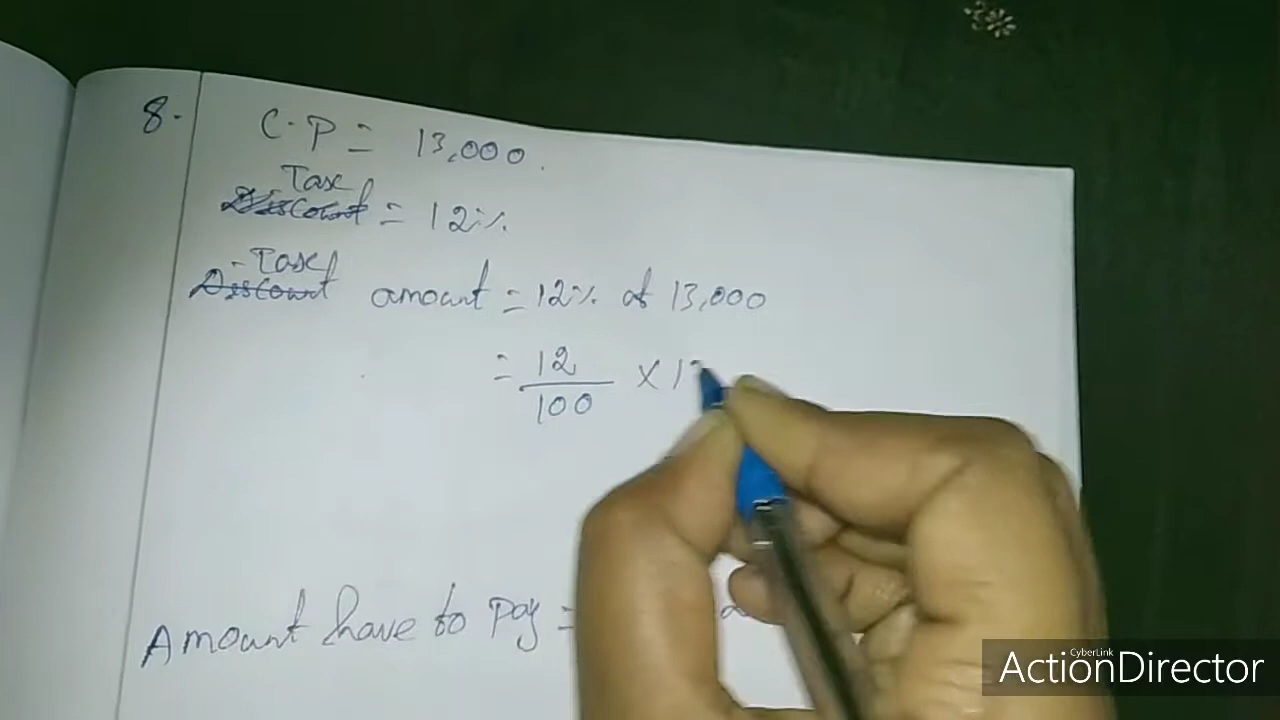 8. C.P = 13,000.
Tax
Discount = 12%
Tax
Discount amount = 12% of 13,000
= 12/100 × 1
Amount have to pay =
CyberLink
ActionDirector